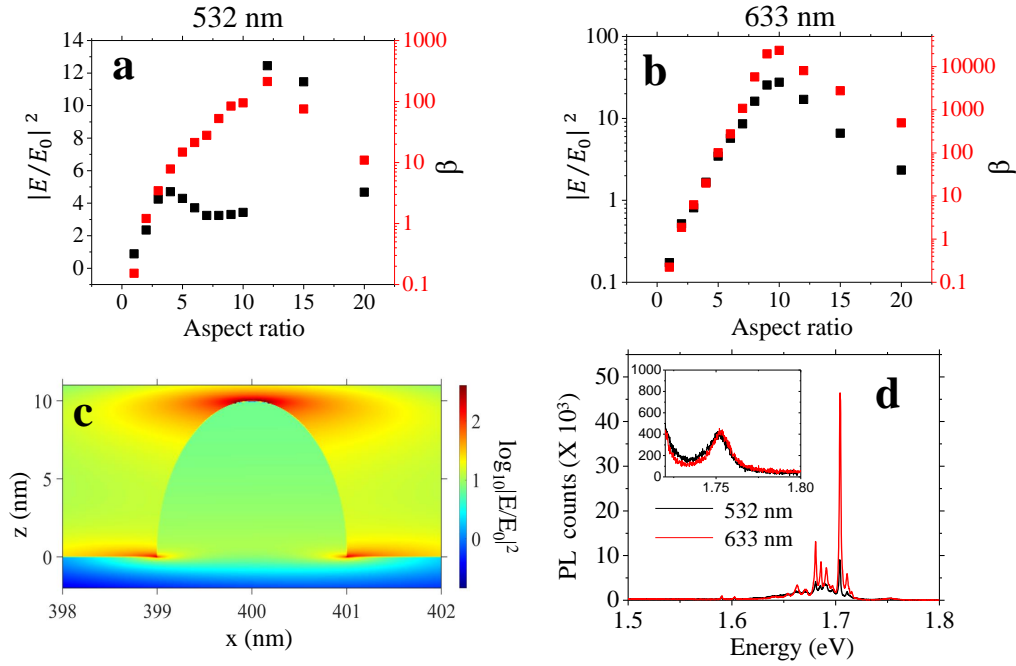 532 nm
a
|E/E₀|²
14
12
10
8
6
4
2
0
1000
100
10
1
0.1
β
0 5 10 15 20
Aspect ratio
633 nm
b
|E/E₀|²
100
10
1
0.1
10000
1000
100
10
1
0.1
β
0 5 10 15 20
Aspect ratio
c
z (nm)
10
5
0
398 399 400 401 402
x (nm)
2
1
0
log₁₀|E/E₀|²
d
PL counts (X 10³)
50
40
30
20
10
0
1000
800
600
400
200
0
1.75 1.80
532 nm
633 nm
1.5 1.6 1.7 1.8
Energy (eV)